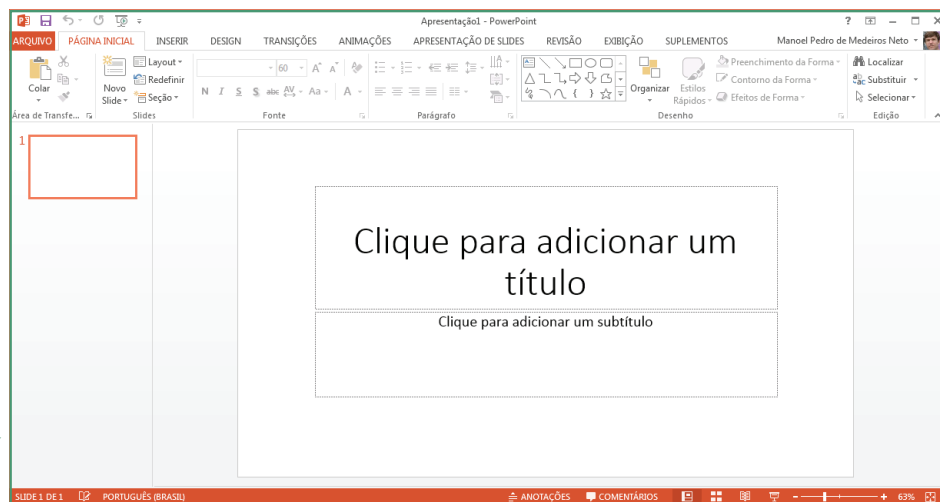 Apresentação1 - PowerPoint
ARQUIVO PÁGINA INICIAL INSERIR DESIGN TRANSIÇÕES ANIMAÇÕES APRESENTAÇÃO DE SLIDES REVISÃO EXIBIÇÃO SUPLEMENTOS Manoel Pedro de Medeiros Neto
Colar
Novo Slide
Layout
Redefinir
Seção
60 A A
N I S S abc AV Aa A
Organizar
Estilos Rápidos
Preenchimento da Forma
Contorno da Forma
Efeitos de Forma
Localizar
Substituir
Selecionar
Área de Transfe... Slides Fonte Parágrafo Desenho Edição
1
Clique para adicionar um
título
Clique para adicionar um subtítulo
SLIDE 1 DE 1 PORTUGUÊS (BRASIL) ANOTAÇÕES COMENTÁRIOS 63%